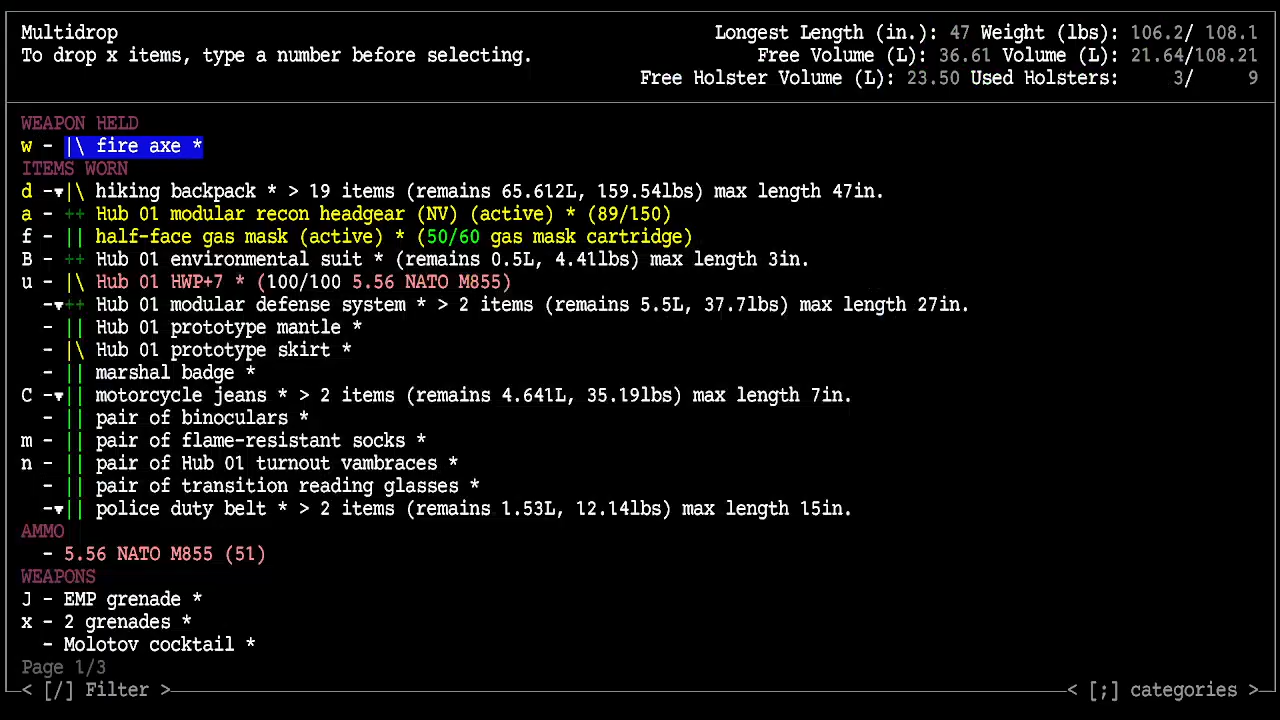 Multidrop Longest Length (in.): 47 Weight (lbs): 106.2/ 108.1
To drop x items, type a number before selecting. Free Volume (L): 36.61 Volume (L): 21.64/108.21
Free Holster Volume (L): 23.50 Used Holsters: 3/ 9
WEAPON HELD
w - |\ fire axe *
ITEMS WORN
d -▾|\ hiking backpack * > 19 items (remains 65.612L, 159.54lbs) max length 47in.
a - ++ Hub 01 modular recon headgear (NV) (active) * (89/150)
f - || half-face gas mask (active) * (50/60 gas mask cartridge)
B - ++ Hub 01 environmental suit * (remains 0.5L, 4.41lbs) max length 3in.
u - |\ Hub 01 HWP+7 * (100/100 5.56 NATO M855)
-▾++ Hub 01 modular defense system * > 2 items (remains 5.5L, 37.7lbs) max length 27in.
- || Hub 01 prototype mantle *
- |\ Hub 01 prototype skirt *
- || marshal badge *
C -▾|| motorcycle jeans * > 2 items (remains 4.641L, 35.19lbs) max length 7in.
- || pair of binoculars *
m - || pair of flame-resistant socks *
n - || pair of Hub 01 turnout vambraces *
- || pair of transition reading glasses *
-▾|| police duty belt * > 2 items (remains 1.53L, 12.14lbs) max length 15in.
AMMO
- 5.56 NATO M855 (51)
WEAPONS
J - EMP grenade *
x - 2 grenades *
- Molotov cocktail *
Page 1/3
< [/] Filter > < [;] categories >